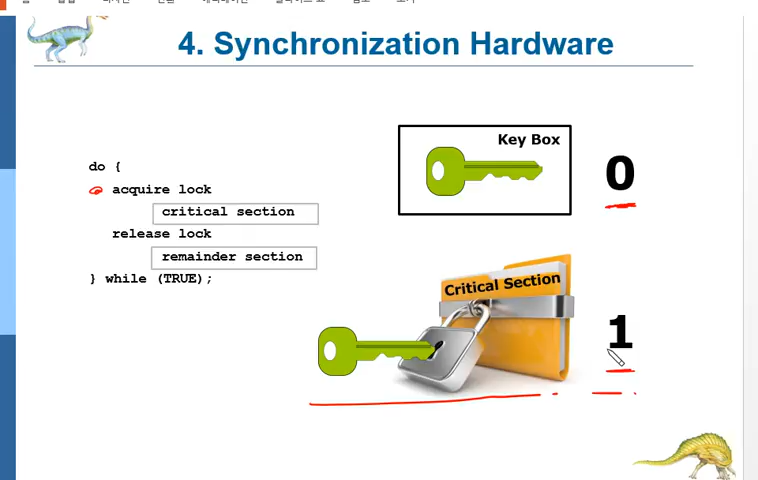 4. Synchronization Hardware
Key Box
0
do {
acquire lock
critical section
release lock
remainder section
} while (TRUE);
Critical Section
1